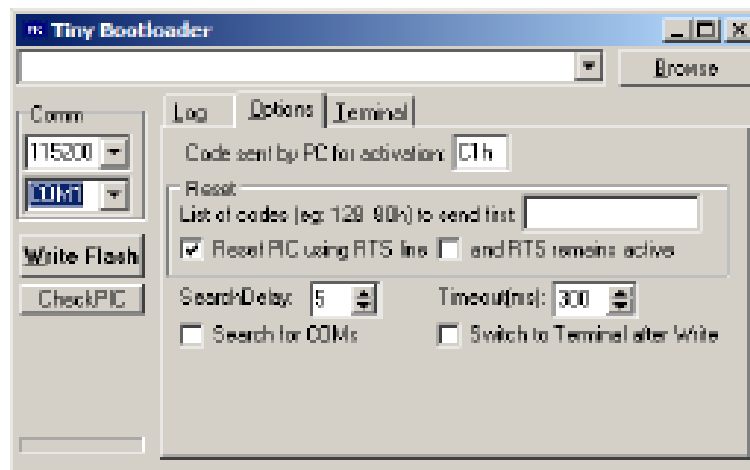 Tiny Bootloader
Browse
Comm
115200
COM1
Write Flash
CheckPIC
Log Options Terminal
Code sent by PC for activation: C1h
Reset
List of codes (eg: 129 90h) to send first
Reset PIC using RTS line and RTS remains active
SearchDelay: 5 Timeout(ms): 300
Search for COMs Switch to Terminal after Write